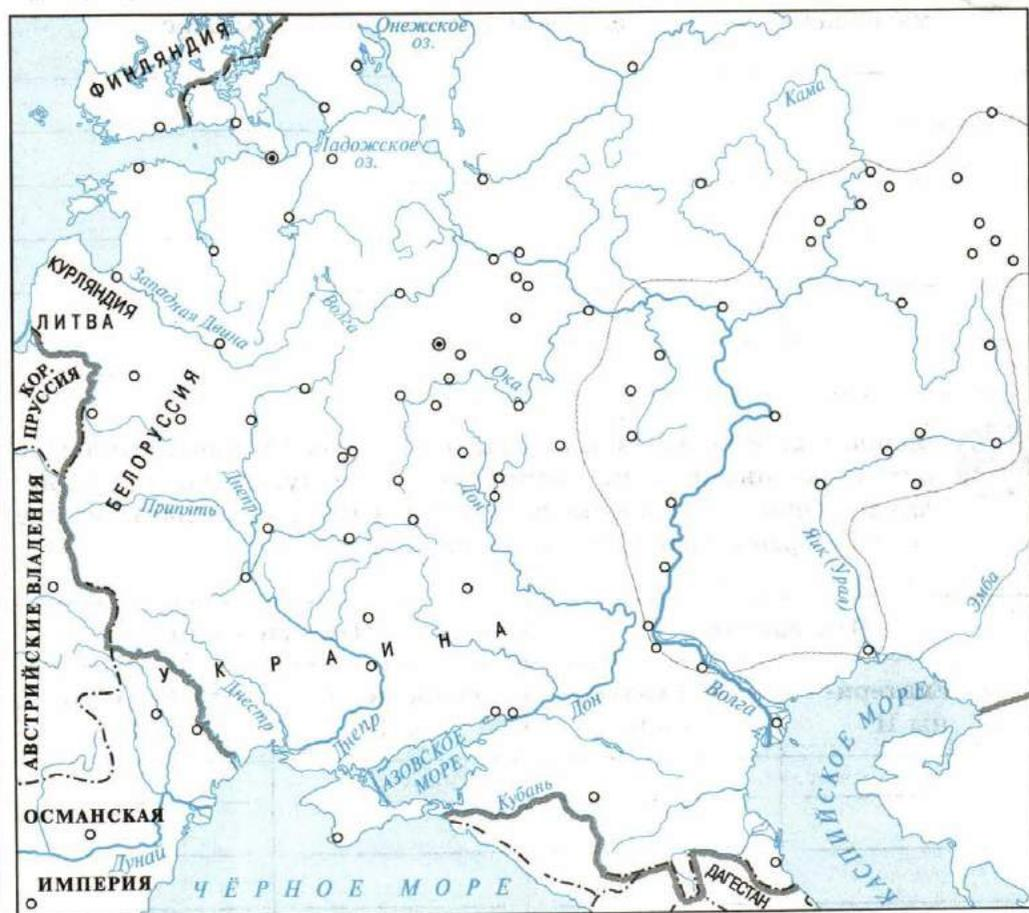 ФИНЛЯНДИЯ
Онежское
оз.
Кама
Ладожское
оз.
КУРЛЯНДИЯ
Западная Двина
Волга
ЛИТВА
КОР.
ПРУССИЯ
БЕЛОРУССИЯ
Ока
Днепр
Дон
Припять
Яик (Урал)
Эмба
АВСТРИЙСКИЕ ВЛАДЕНИЯ
УКРАИНА
Днестр
Днепр
Дон
Волга
АЗОВСКОЕ
МОРЕ
Кубань
КАСПИЙСКОЕ МОРЕ
ОСМАНСКАЯ
Дунай
ИМПЕРИЯ
ЧЁРНОЕ МОРЕ
ДАГЕСТАН